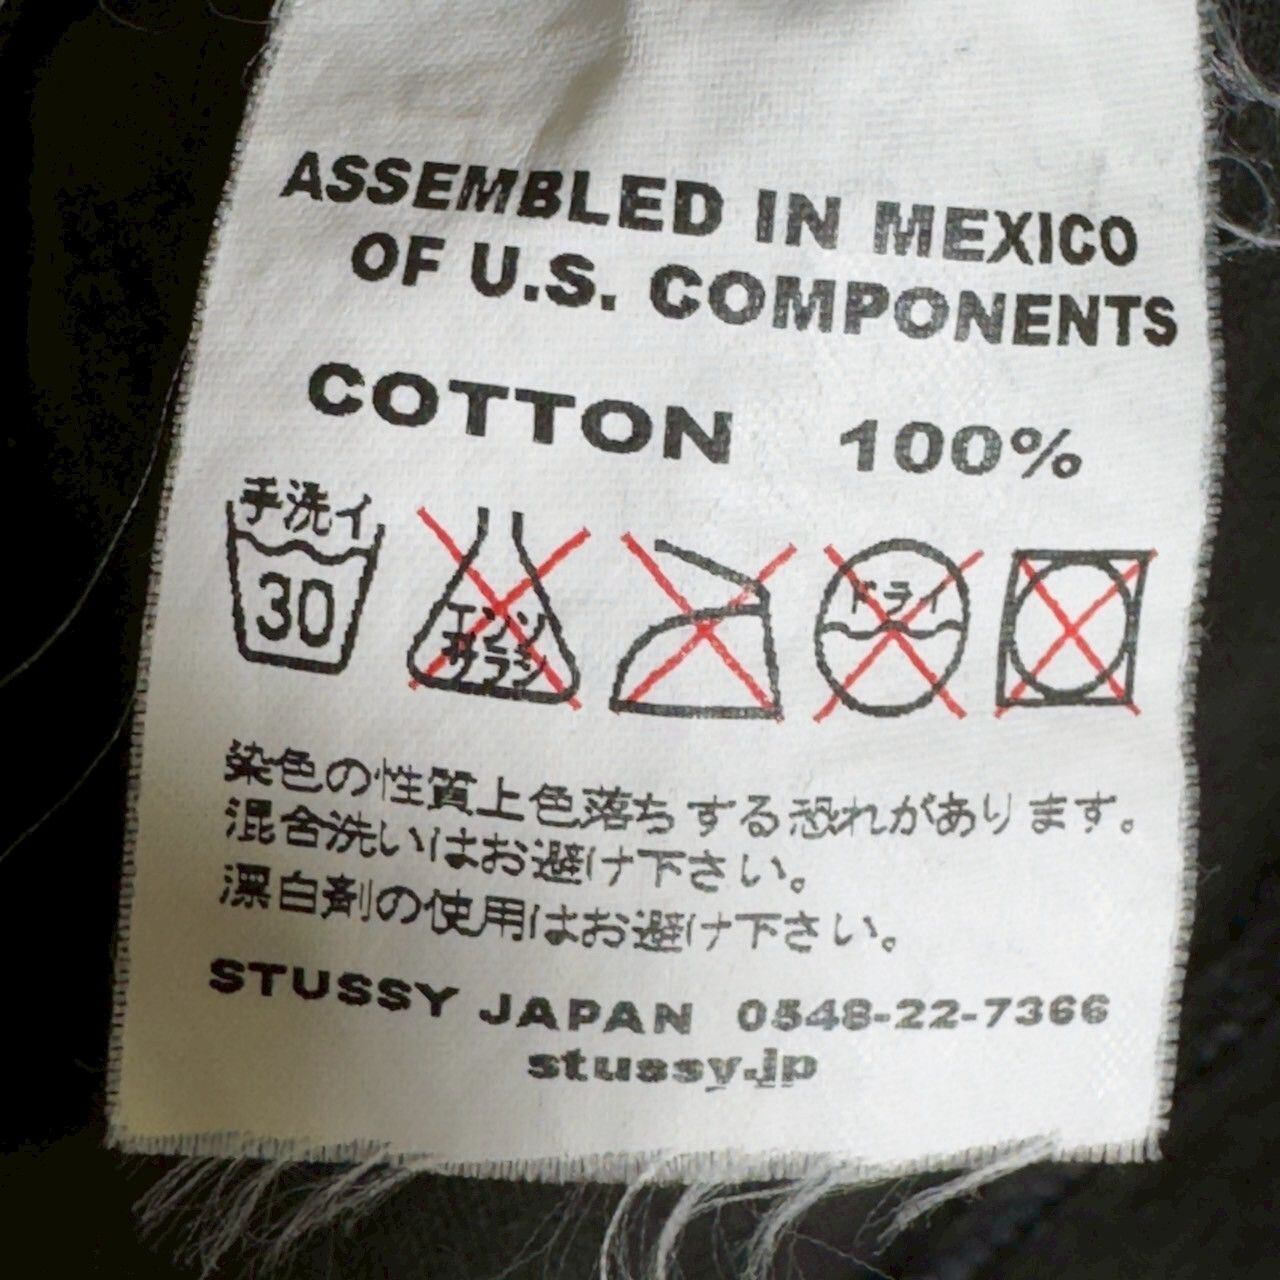 ASSEMBLED IN MEXICO
OF U.S. COMPONENTS
COTTON 100%
手洗イ
30
エンソ
サラシ
ドライ
染色の性質上色落ちする恐れがあります。
混合洗いはお避け下さい。
漂白剤の使用はお避け下さい。
STUSSY JAPAN 0548-22-7366
stussy.jp